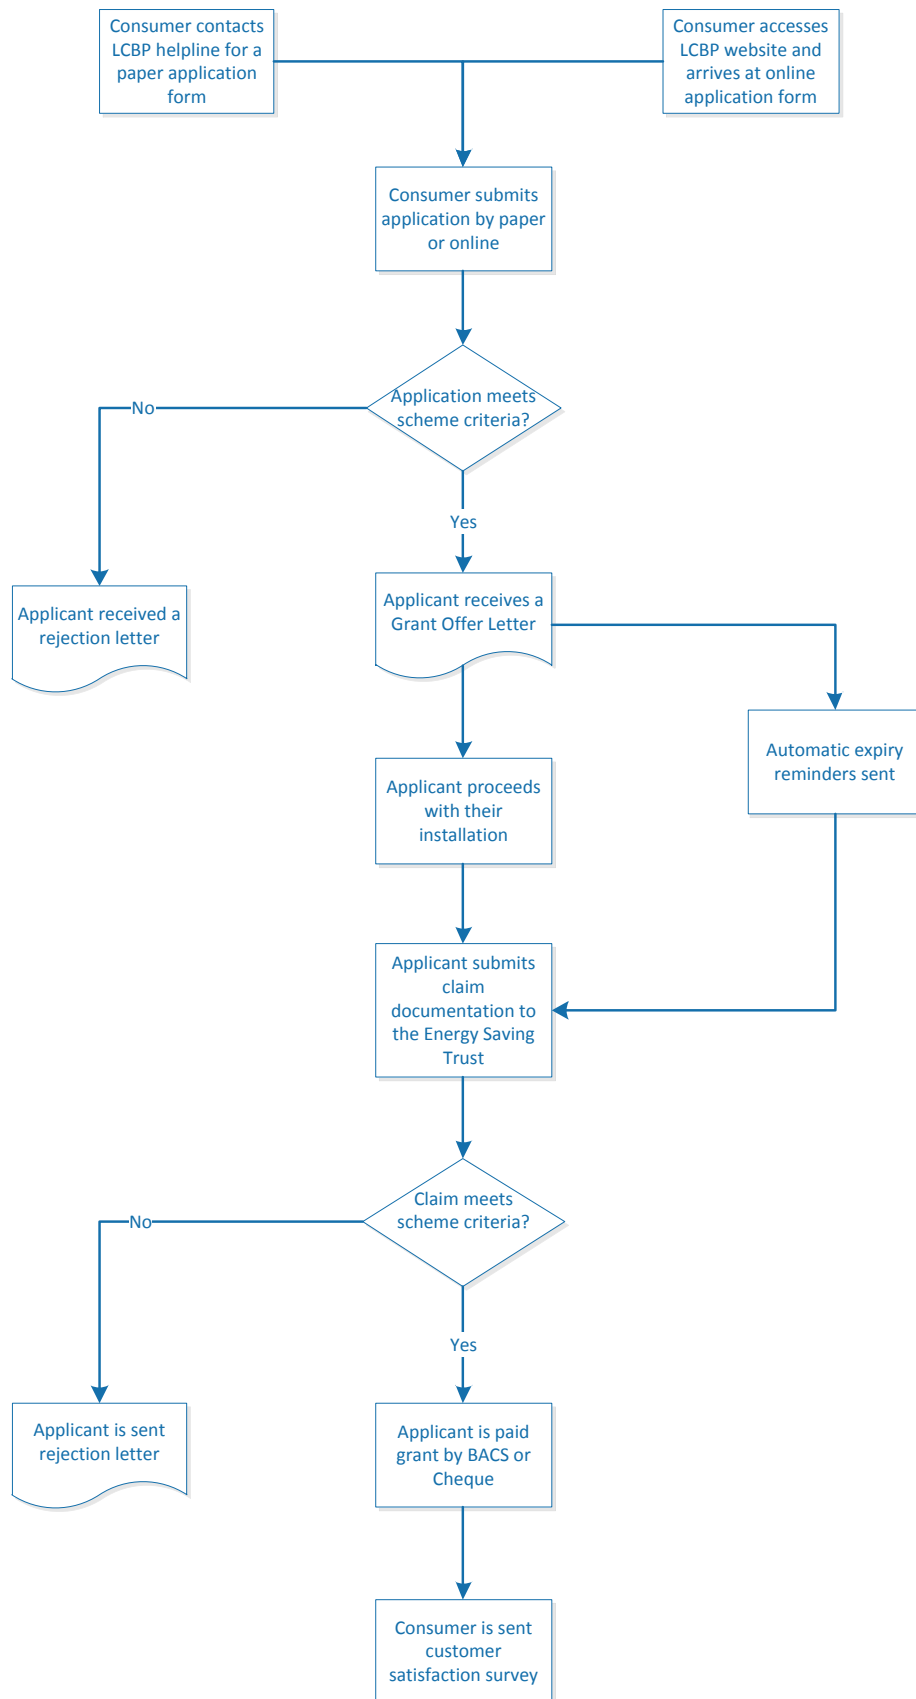 Consumer contacts
LCBP helpline for a
paper application
form
Consumer accesses
LCBP website and
arrives at online
application form
Consumer submits
application by paper
or online
Application meets
scheme criteria?
No
Yes
Applicant received a
rejection letter
Applicant receives a
Grant Offer Letter
Automatic expiry
reminders sent
Applicant proceeds
with their
installation
Applicant submits
claim
documentation to
the Energy Saving
Trust
Claim meets
scheme criteria?
No
Yes
Applicant is sent
rejection letter
Applicant is paid
grant by BACS or
Cheque
Consumer is sent
customer
satisfaction survey